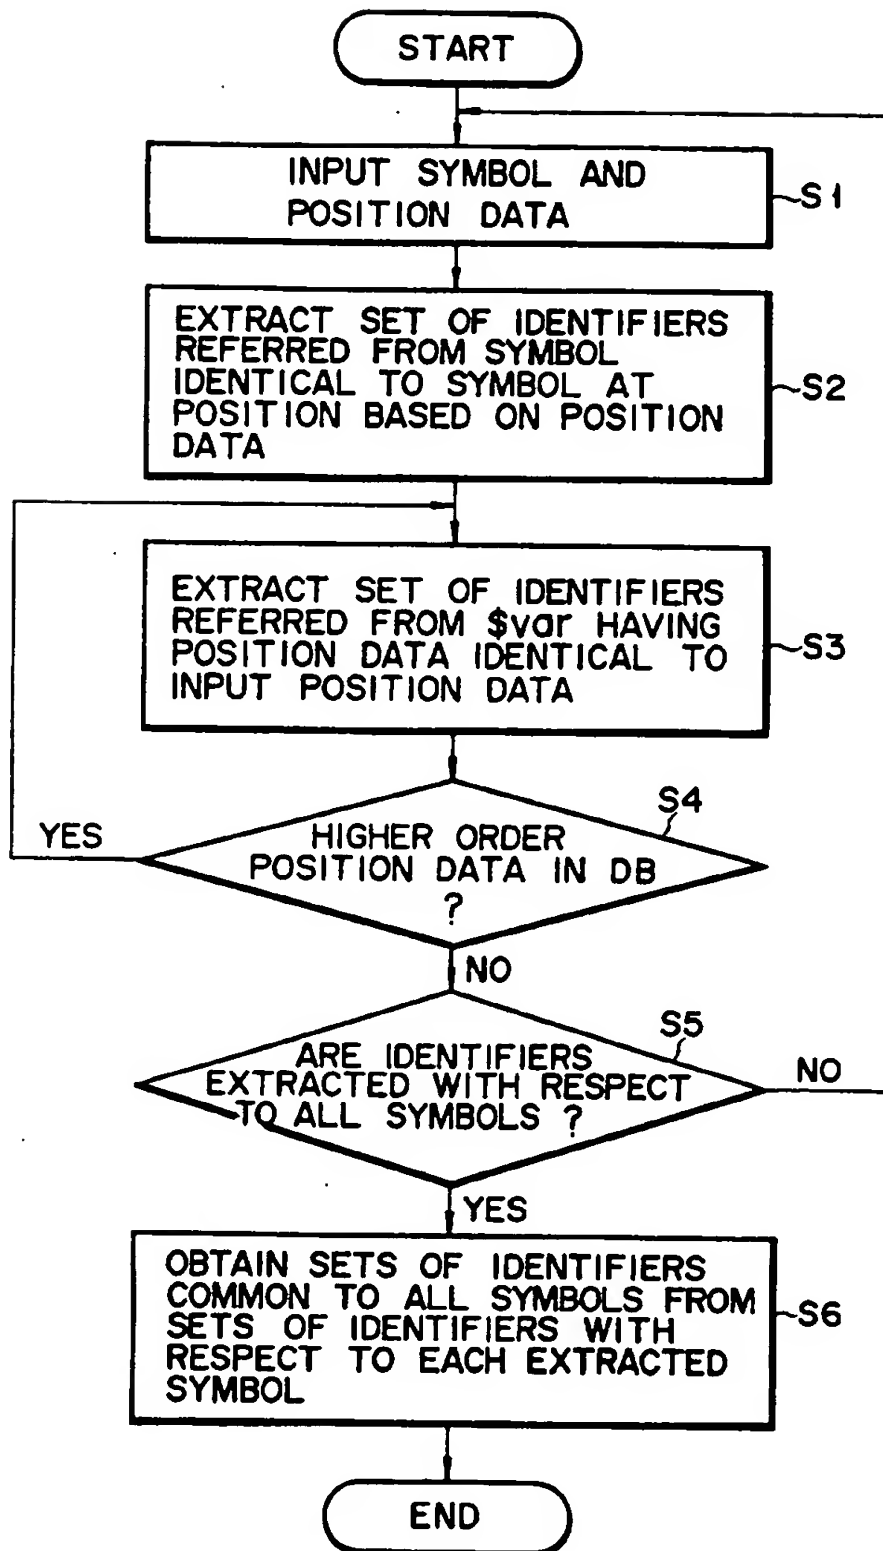 START
INPUT SYMBOL AND
POSITION DATA
S1
EXTRACT SET OF IDENTIFIERS
REFERRED FROM SYMBOL
IDENTICAL TO SYMBOL AT
POSITION BASED ON POSITION
DATA
S2
EXTRACT SET OF IDENTIFIERS
REFERRED FROM $var HAVING
POSITION DATA IDENTICAL TO
INPUT POSITION DATA
S3
S4
YES
HIGHER ORDER
POSITION DATA IN DB
?
NO
S5
ARE IDENTIFIERS
EXTRACTED WITH RESPECT
TO ALL SYMBOLS ?
NO
YES
OBTAIN SETS OF IDENTIFIERS
COMMON TO ALL SYMBOLS FROM
SETS OF IDENTIFIERS WITH
RESPECT TO EACH EXTRACTED
SYMBOL
S6
END